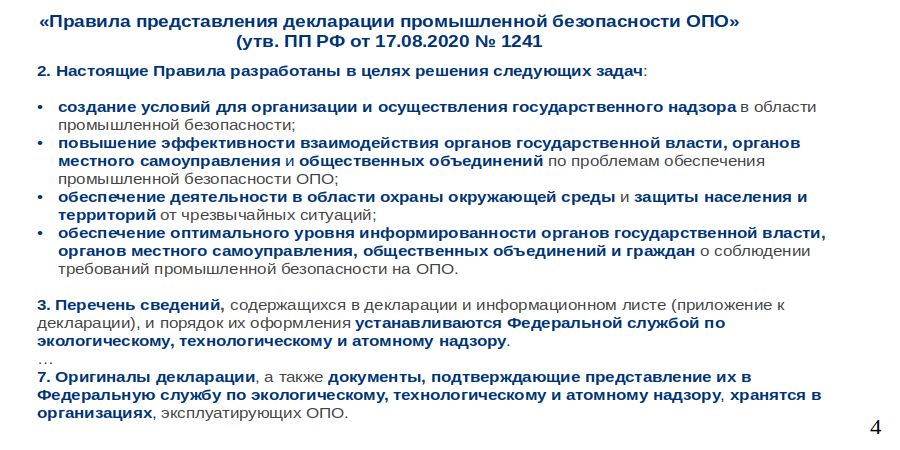 «Правила представления декларации промышленной безопасности ОПО»
(утв. ПП РФ от 17.08.2020 № 1241
2. Настоящие Правила разработаны в целях решения следующих задач:
• создание условий для организации и осуществления государственного надзора в области
промышленной безопасности;
• повышение эффективности взаимодействия органов государственной власти, органов
местного самоуправления и общественных объединений по проблемам обеспечения
промышленной безопасности ОПО;
• обеспечение деятельности в области охраны окружающей среды и защиты населения и
территорий от чрезвычайных ситуаций;
• обеспечение оптимального уровня информированности органов государственной власти,
органов местного самоуправления, общественных объединений и граждан о соблюдении
требований промышленной безопасности на ОПО.
3. Перечень сведений, содержащихся в декларации и информационном листе (приложение к
декларации), и порядок их оформления устанавливаются Федеральной службой по
экологическому, технологическому и атомному надзору.
…
7. Оригиналы декларации, а также документы, подтверждающие представление их в
Федеральную службу по экологическому, технологическому и атомному надзору, хранятся в
организациях, эксплуатирующих ОПО.
4